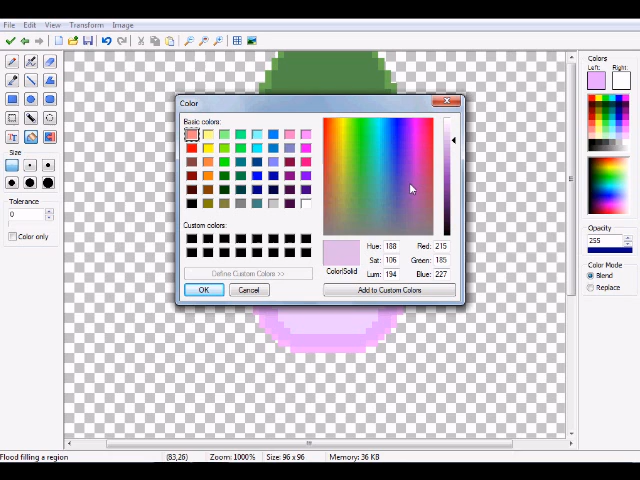 File Edit View Transform Image
Colors
Left: Right:
Color
Basic colors:
Custom colors:
Define Custom Colors >>
OK Cancel
Hue: 188 Red: 215
Sat: 106 Green: 185
Lum: 194 Blue: 227
Color|Solid
Add to Custom Colors
Size
Tolerance
0
Color only
Opacity
255
Color Mode
Blend
Replace
Flood filling a region (83,26) Zoom: 1000% Size: 96 x 96 Memory: 36 KB